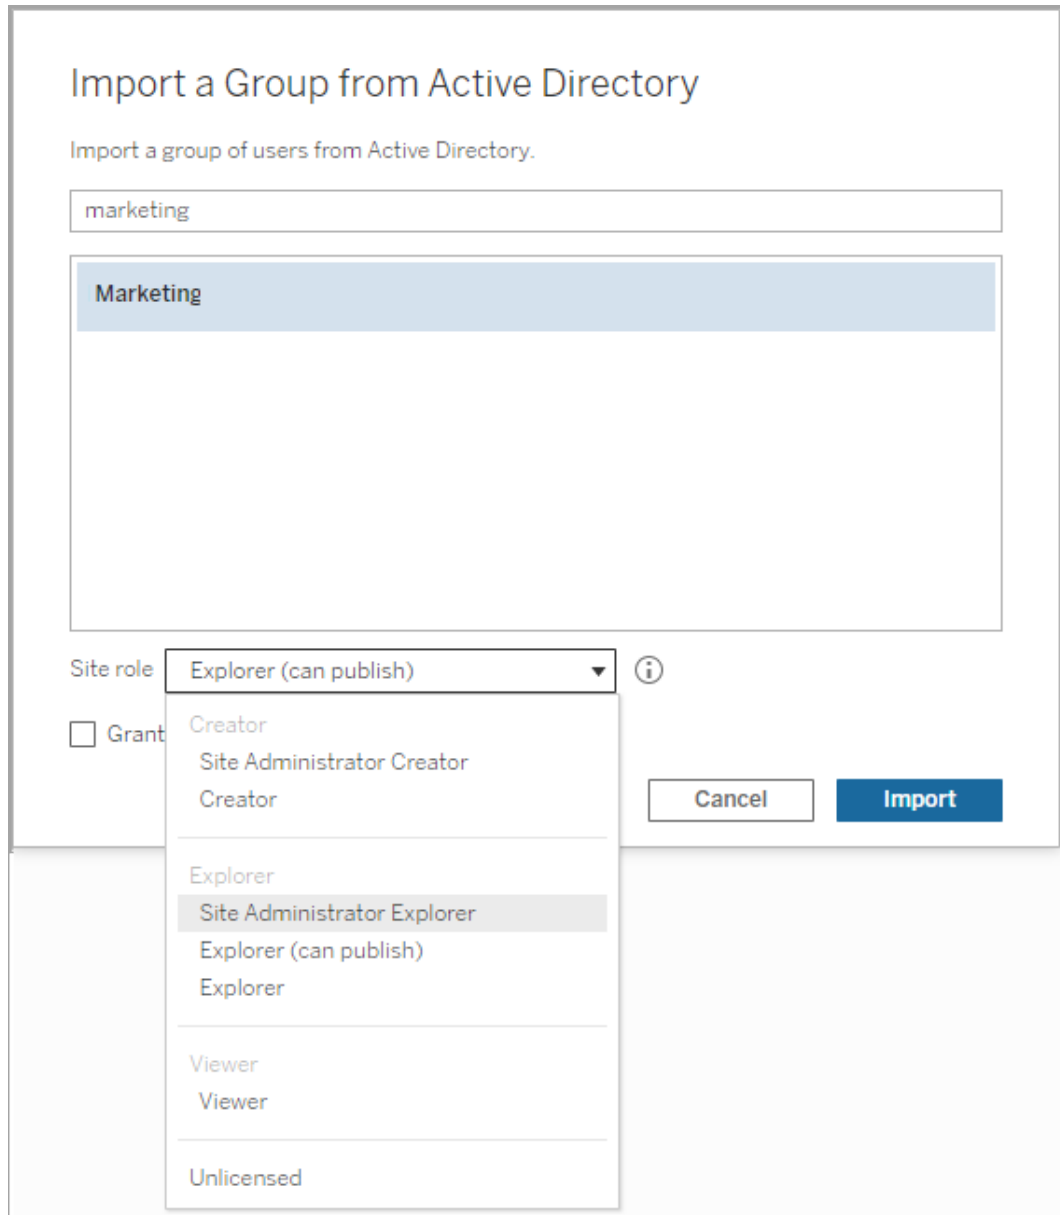 Import a Group from Active Directory
Import a group of users from Active Directory.
marketing
Marketing
Site role Explorer (can publish)
Grant
Creator
Site Administrator Creator
Creator
Cancel Import
Explorer
Site Administrator Explorer
Explorer (can publish)
Explorer
Viewer
Viewer
Unlicensed